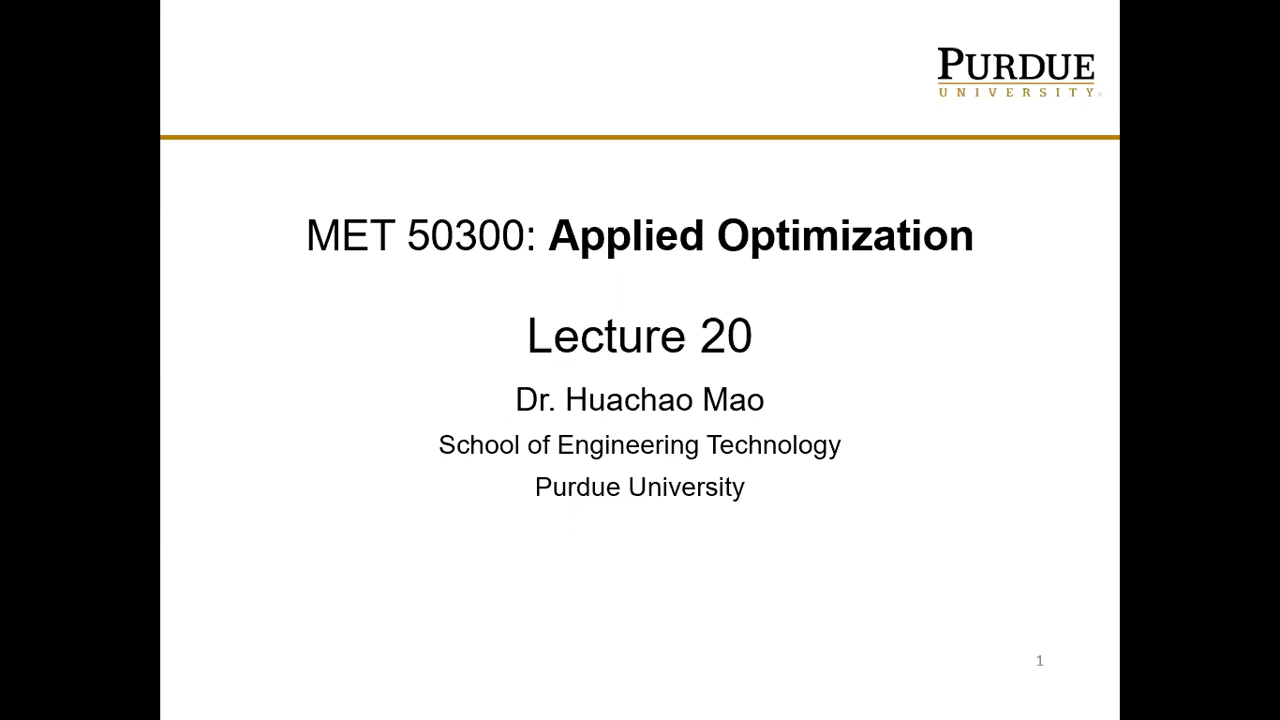 PURDUE
UNIVERSITY
MET 50300: Applied Optimization
Lecture 20
Dr. Huachao Mao
School of Engineering Technology
Purdue University
1